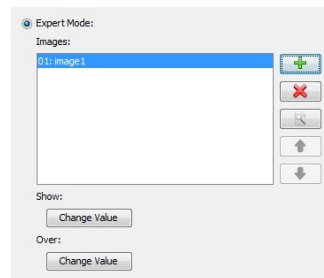 Expert Mode:
Images:
01: image1
Show:
Change Value
Over:
Change Value